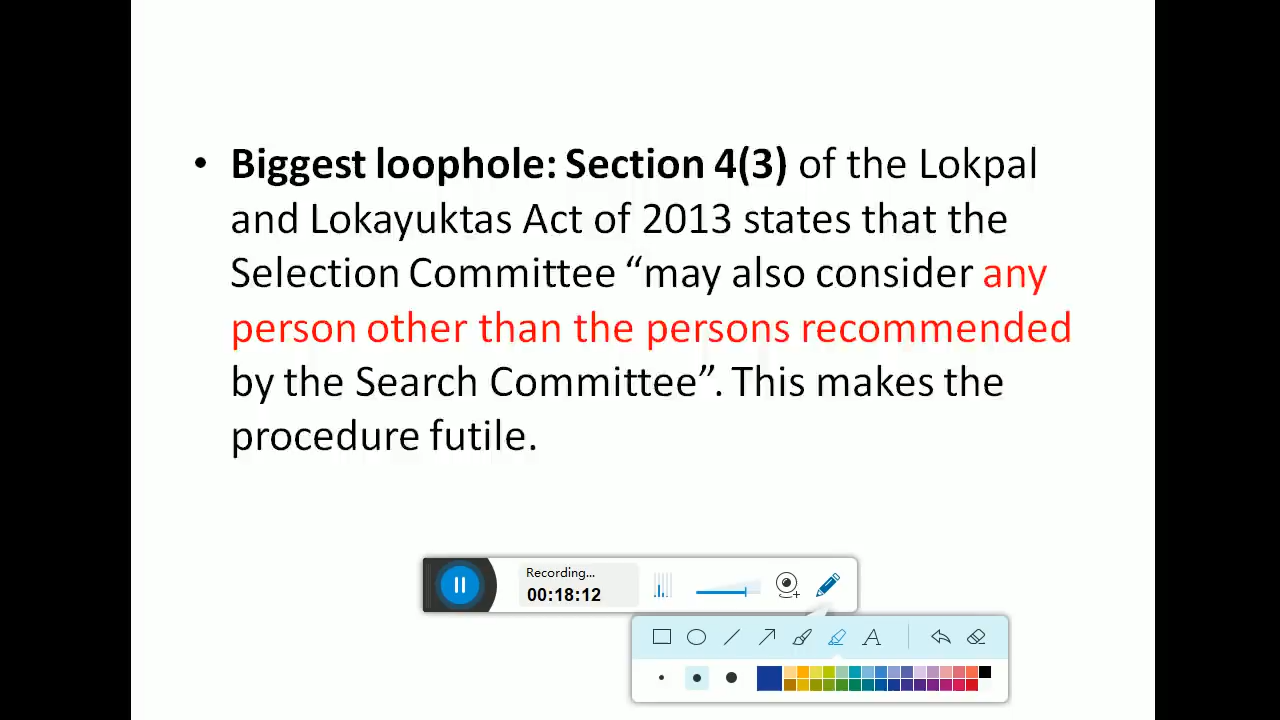 • Biggest loophole: Section 4(3) of the Lokpal
and Lokayuktas Act of 2013 states that the
Selection Committee “may also consider any
person other than the persons recommended
by the Search Committee”. This makes the
procedure futile.
Recording...
00:18:12
A